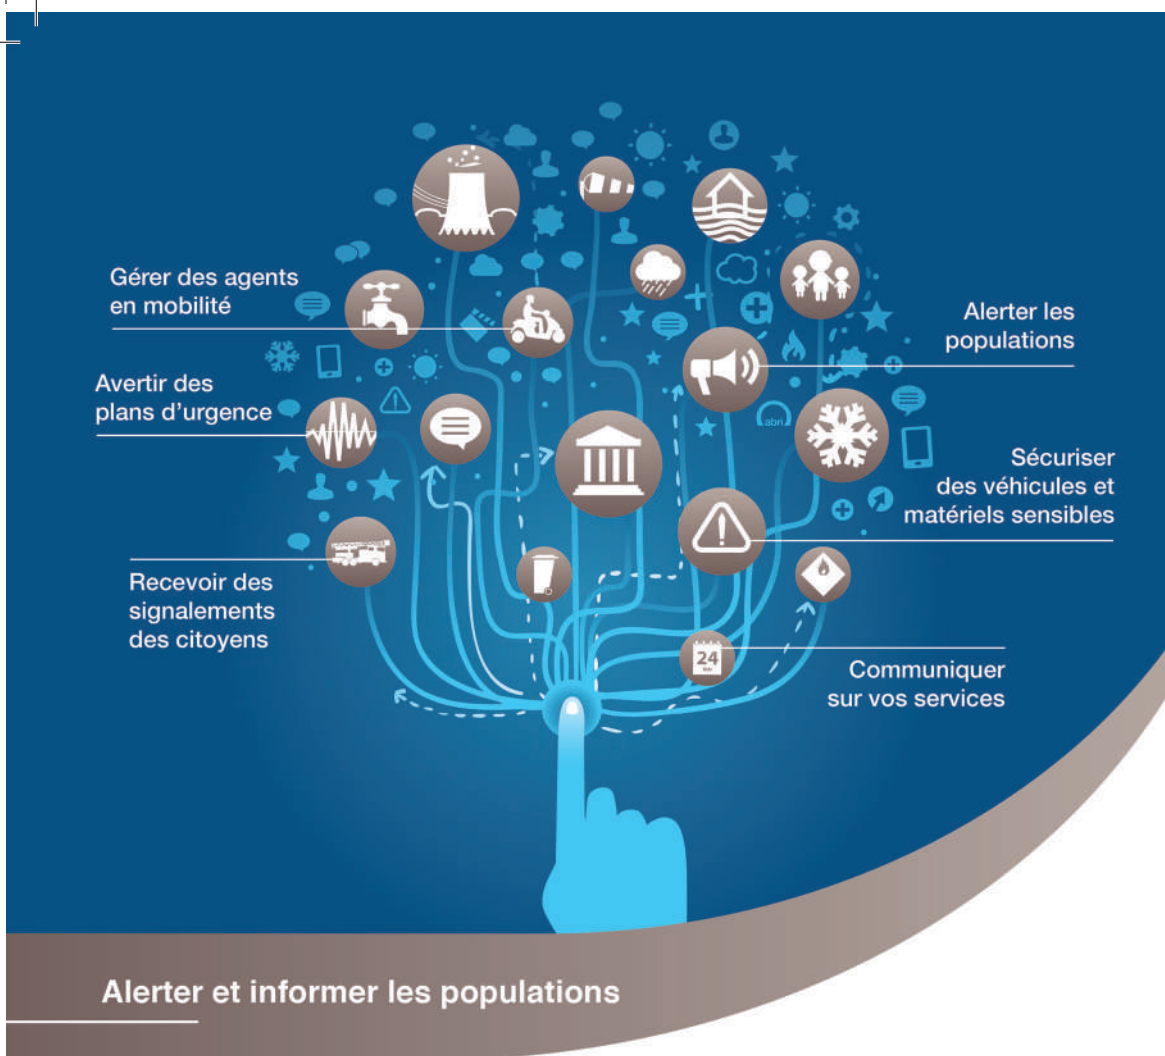 Gérer des agents
en mobilité
Avertir des
plans d'urgence
Recevoir des
signalements
des citoyens
Alerter les
populations
abri
Sécuriser
des véhicules et
matériels sensibles
24
Communiquer
sur vos services
Alerter et informer les populations